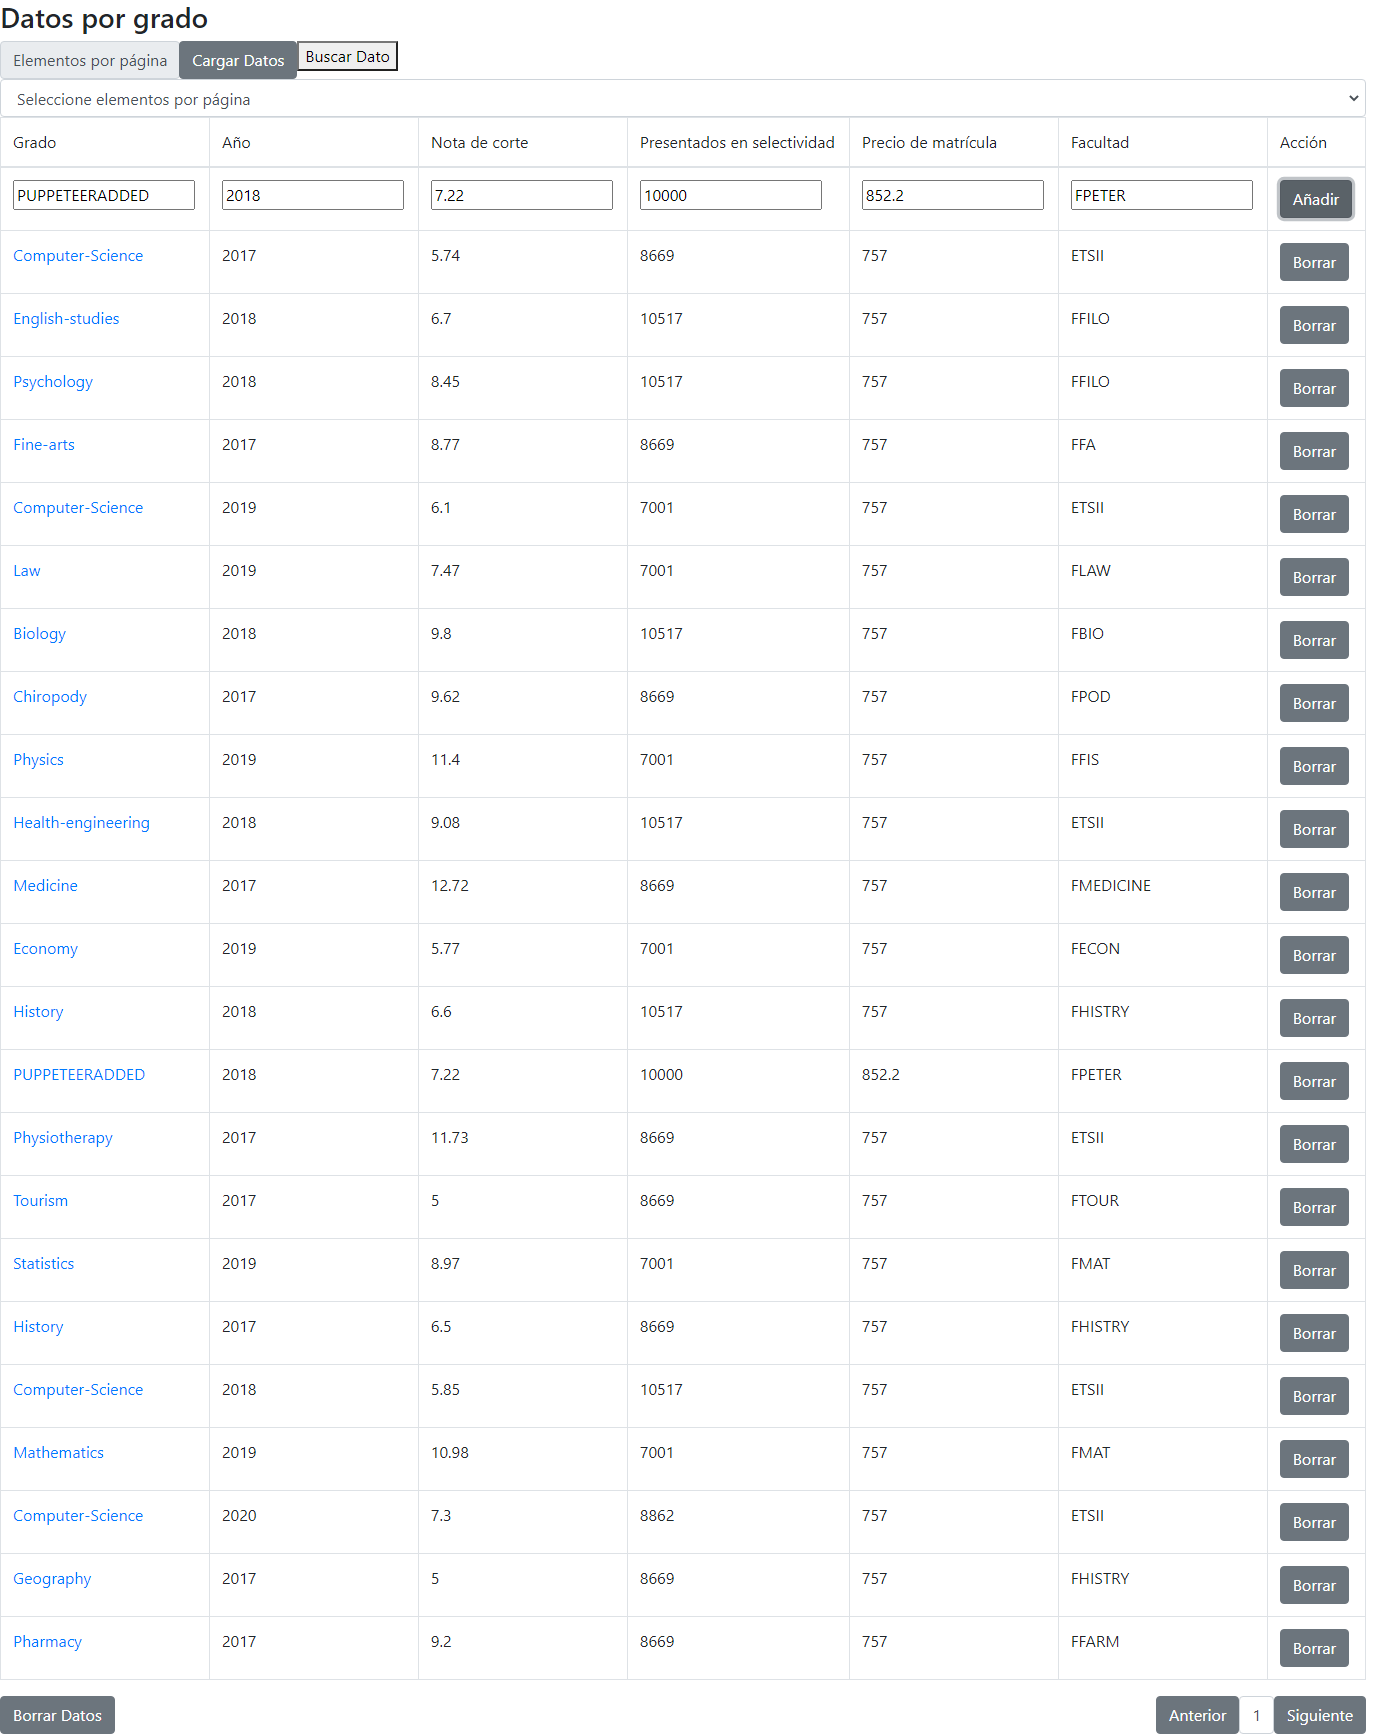 Datos por grado
Elementos por página Cargar Datos Buscar Dato
Seleccione elementos por página
Grado Año Nota de corte Presentados en selectividad Precio de matrícula Facultad Acción
PUPPETEERADDED 2018 7.22 10000 852.2 FPETER Añadir
Computer-Science 2017 5.74 8669 757 ETSII Borrar
English-studies 2018 6.7 10517 757 FFILO Borrar
Psychology 2018 8.45 10517 757 FFILO Borrar
Fine-arts 2017 8.77 8669 757 FFA Borrar
Computer-Science 2019 6.1 7001 757 ETSII Borrar
Law 2019 7.47 7001 757 FLAW Borrar
Biology 2018 9.8 10517 757 FBIO Borrar
Chiropody 2017 9.62 8669 757 FPOD Borrar
Physics 2019 11.4 7001 757 FFIS Borrar
Health-engineering 2018 9.08 10517 757 ETSII Borrar
Medicine 2017 12.72 8669 757 FMEDICINE Borrar
Economy 2019 5.77 7001 757 FECON Borrar
History 2018 6.6 10517 757 FHISTRY Borrar
PUPPETEERADDED 2018 7.22 10000 852.2 FPETER Borrar
Physiotherapy 2017 11.73 8669 757 ETSII Borrar
Tourism 2017 5 8669 757 FTOUR Borrar
Statistics 2019 8.97 7001 757 FMAT Borrar
History 2017 6.5 8669 757 FHISTRY Borrar
Computer-Science 2018 5.85 10517 757 ETSII Borrar
Mathematics 2019 10.98 7001 757 FMAT Borrar
Computer-Science 2020 7.3 8862 757 ETSII Borrar
Geography 2017 5 8669 757 FHISTRY Borrar
Pharmacy 2017 9.2 8669 757 FFARM Borrar
Borrar Datos Anterior 1 Siguiente